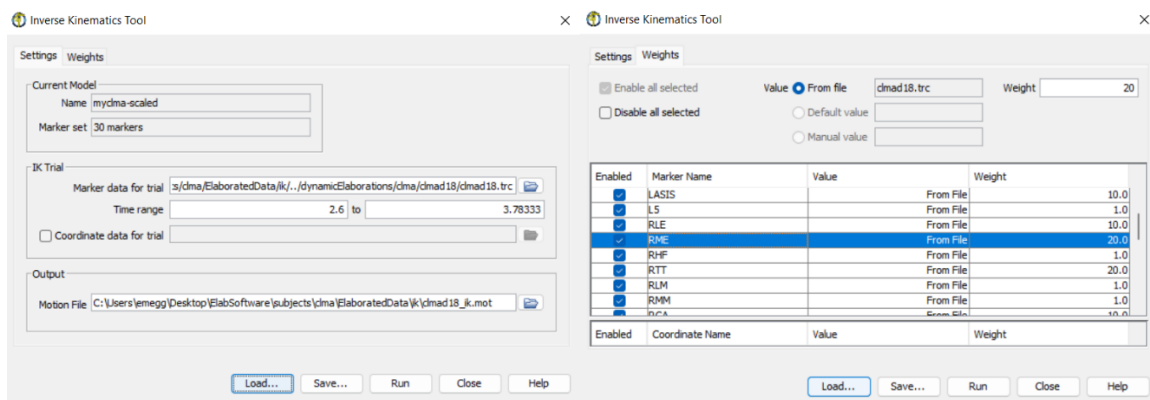 Inverse Kinematics Tool
Settings Weights
Current Model
Name myclma-scaled
Marker set 30 markers
IK Trial
Marker data for trial :s/clma/ElaboratedData/ik/../dynamicElaborations/clma/clmad18/clmad18.trc
Time range 2.6 to 3.78333
Coordinate data for trial
Output
Motion File C:\Users\emegg\Desktop\ElabSoftware\subjects\clma\ElaboratedData\ik\clmad18_ik.mot
Load... Save... Run Close Help
Inverse Kinematics Tool
Settings Weights
Enable all selected Value From file clmad18.trc Weight 20
Disable all selected Default value
Manual value
Enabled Marker Name Value Weight
LASIS From File 10.0
L5 From File 1.0
RLE From File 10.0
RME From File 20.0
RHF From File 1.0
RTT From File 20.0
RLM From File 1.0
RMM From File 1.0
RCA From File 10.0
Enabled Coordinate Name Value Weight
Load... Save... Run Close Help